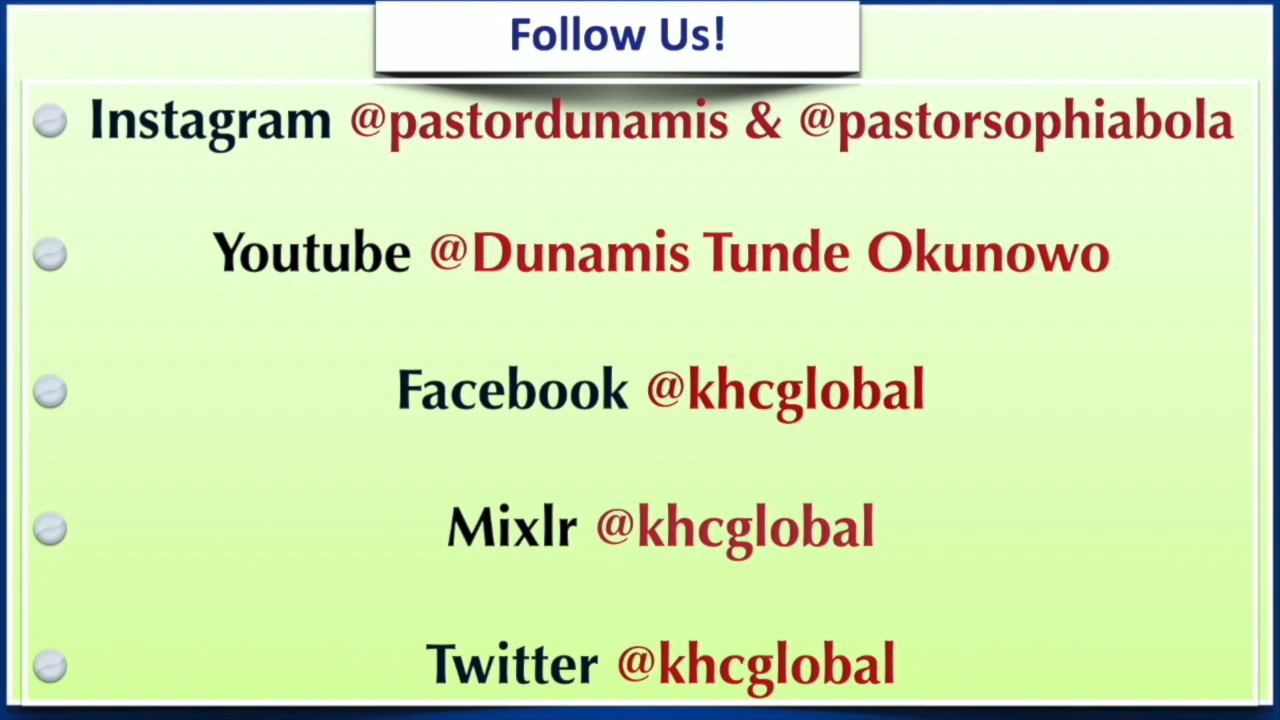 Follow Us!
Instagram @pastordunamis & @pastorsophiabola
Youtube @Dunamis Tunde Okunowo
Facebook @khcglobal
Mixlr @khcglobal
Twitter @khcglobal